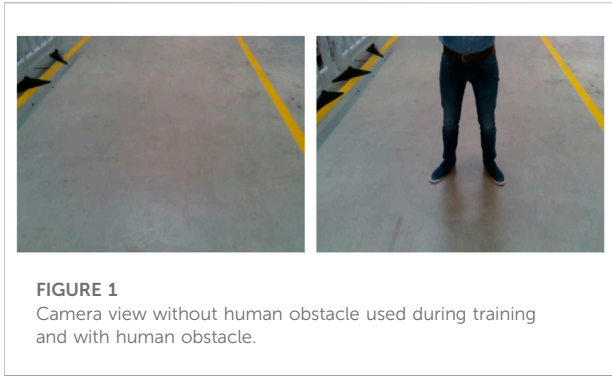 FIGURE 1
Camera view without human obstacle used during training
and with human obstacle.